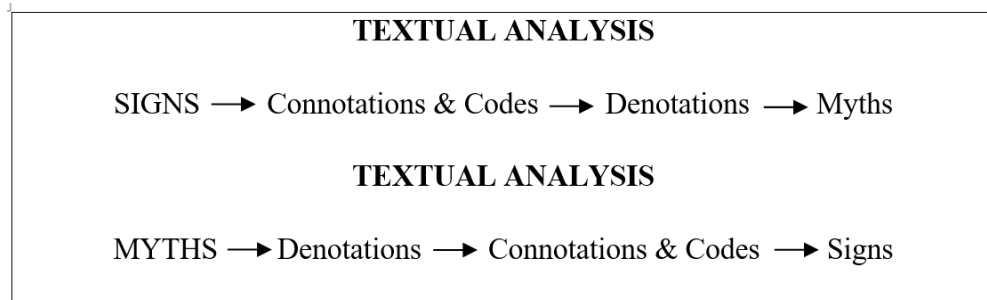 TEXTUAL ANALYSIS
SIGNS → Connotations & Codes → Denotations → Myths
TEXTUAL ANALYSIS
MYTHS → Denotations → Connotations & Codes → Signs